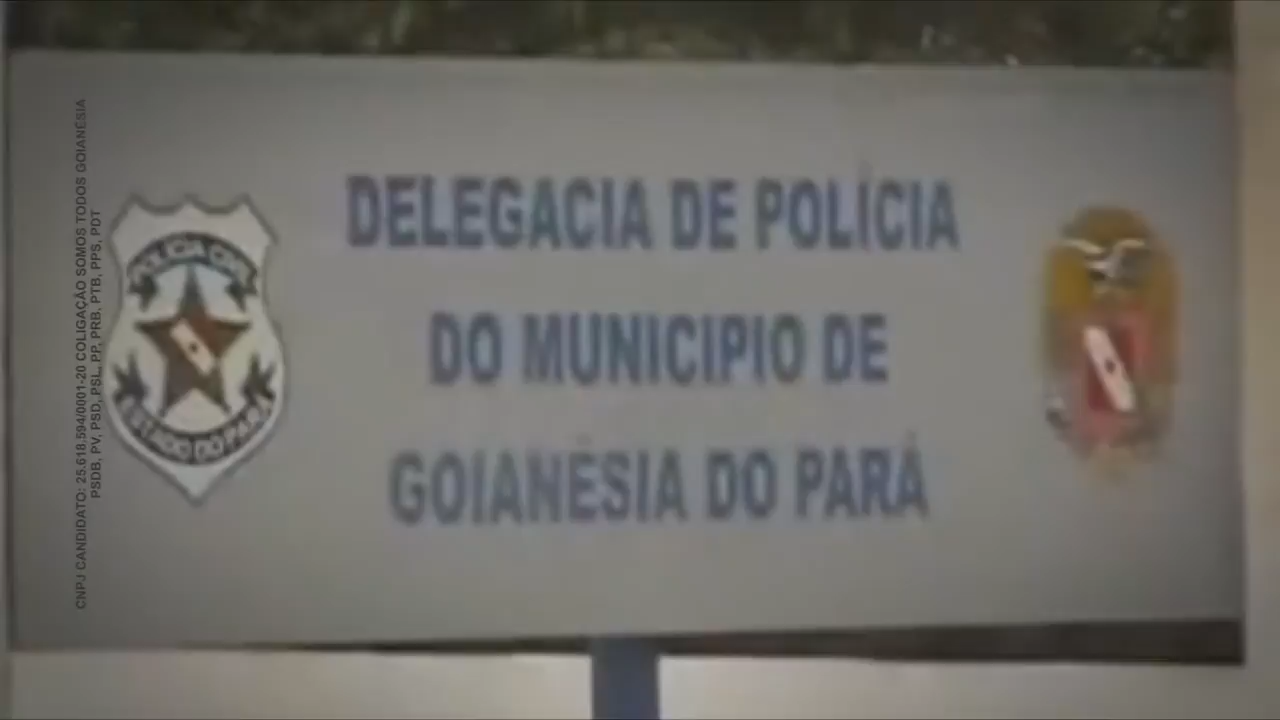 DELEGACIA DE POLÍCIA
DO MUNICIPIO DE
GOIANÉSIA DO PARÁ
POLÍCIA CIVIL
ESTADO DO PARÁ
CNPJ CANDIDATO: 25.618.594/0001-20 COLIGAÇÃO SOMOS TODOS GOIANÉSIA
PSDB, PV, PSD, PSL, PP, PRB, PTB, PPS, PDT